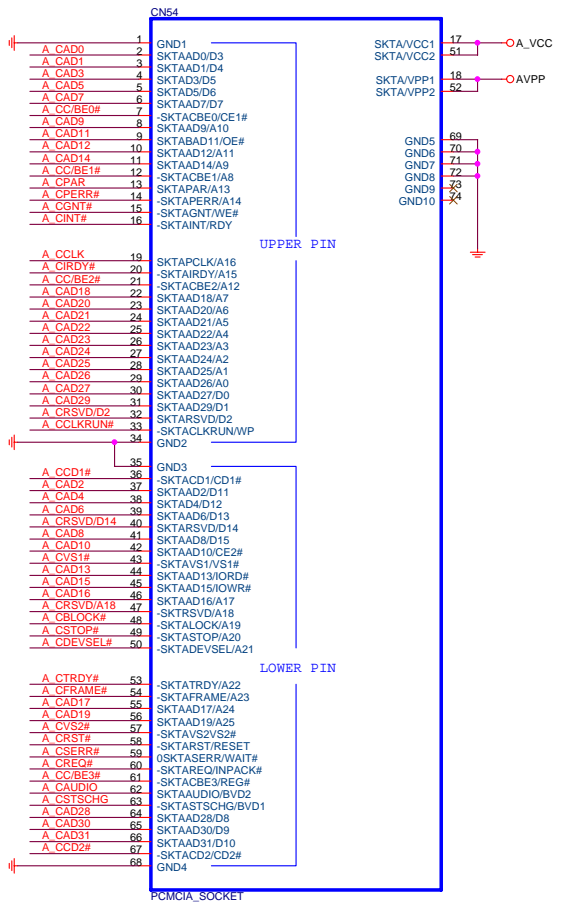 CN54
1 GND1
A_CAD0 2 SKTAAD0/D3
A_CAD1 3 SKTAAD1/D4
A_CAD3 4 SKTAD3/D5
A_CAD5 5 SKTAD5/D6
A_CAD7 6 SKTAAD7/D7
A_CC/BE0# 7 -SKTACBE0/CE1#
A_CAD9 8 SKTAAD9/A10
A_CAD11 9 SKTABAD11/OE#
A_CAD12 10 SKTAAD12/A11
A_CAD14 11 SKTAAD14/A9
A_CC/BE1# 12 -SKTACBE1/A8
A_CPAR 13 SKTAPAR/A13
A_CPERR# 14 -SKTAPERR/A14
A_CGNT# 15 -SKTAGNT/WE#
A_CINT# 16 SKTAINT/RDY
UPPER PIN
A_CCLK 19 SKTAPCLK/A16
A_CIRDY# 20 -SKTAIRDY/A15
A_CC/BE2# 21 -SKTACBE2/A12
A_CAD18 22 SKTAAD18/A7
A_CAD20 23 SKTAAD20/A6
A_CAD21 24 SKTAAD21/A5
A_CAD22 25 SKTAAD22/A4
A_CAD23 26 SKTAAD23/A3
A_CAD24 27 SKTAAD24/A2
A_CAD25 28 SKTAAD25/A1
A_CAD26 29 SKTAAD26/A0
A_CAD27 30 SKTAAD27/D0
A_CAD29 31 SKTAAD29/D1
A_CRSVD/D2 32 SKTARSVD/D2
A_CCLKRUN# 33 -SKTACLKRUN/WP
34 GND2
35 GND3
A_CCD1# 36 -SKTACD1/CD1#
A_CAD2 37 SKTAAD2/D11
A_CAD4 38 SKTAD4/D12
A_CAD6 39 SKTAAD6/D13
A_CRSVD/D14 40 SKTARSVD/D14
A_CAD8 41 SKTAAD8/D15
A_CAD10 42 SKTAAD10/CE2#
A_CVS1# 43 -SKTAVS1/VS1#
A_CAD13 44 SKTAAD13/IORD#
A_CAD15 45 SKTAAD15/IOWR#
A_CAD16 46 SKTAAD16/A17
A_CRSVD/A18 47 -SKTRSVD/A18
A_CBLOCK# 48 -SKTALOCK/A19
A_CSTOP# 49 -SKTASTOP/A20
A_CDEVSEL# 50 -SKTADEVSEL/A21
LOWER PIN
A_CTRDY# 53 -SKTATRDY/A22
A_CFRAME# 54 -SKTAFRAME/A23
A_CAD17 55 SKTAAD17/A24
A_CAD19 56 SKTAAD19/A25
A_CVS2# 57 -SKTAVS2VS2#
A_CRST# 58 -SKTARST/RESET
A_CSERR# 59 0SKTASERR/WAIT#
A_CREQ# 60 -SKTAREQ/INPACK#
A_CC/BE3# 61 SKTACBE3/REG#
A_CAUDIO 62 SKTAAUDIO/BVD2
A_CSTSCHG 63 -SKTASTSCHG/BVD1
A_CAD28 64 SKTAAD28/D8
A_CAD30 65 SKTAAD30/D9
A_CAD31 66 SKTAAD31/D10
A_CCD2# 67 -SKTACD2/CD2#
68 GND4
SKTA/VCC1 17 A_VCC
SKTA/VCC2 51
SKTA/VPP1 18 AVPP
SKTA/VPP2 52
GND5 69
GND6 70
GND7 71
GND8 72
GND9 73
GND10 74
PCMCIA_SOCKET